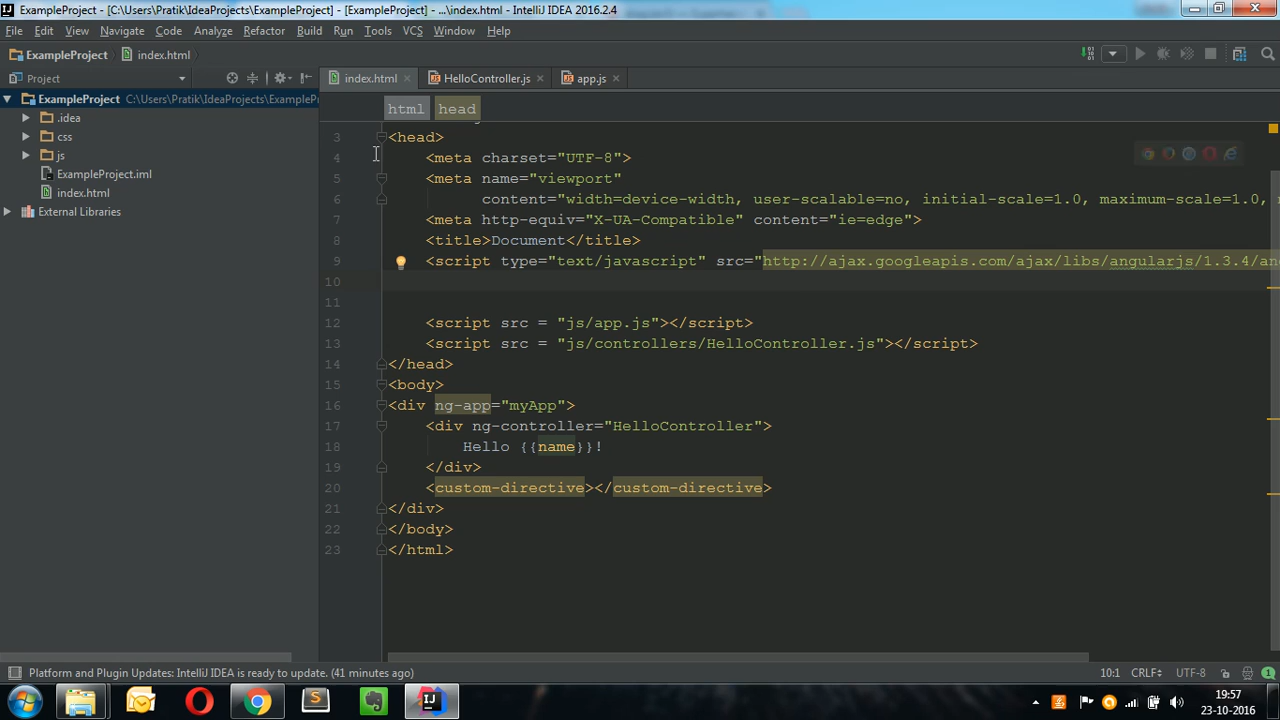 ExampleProject - [C:\Users\Pratik\IdeaProjects\ExampleProject] - [ExampleProject] - ...\index.html - IntelliJ IDEA 2016.2.4
File Edit View Navigate Code Analyze Refactor Build Run Tools VCS Window Help
ExampleProject index.html
Project
index.html HelloController.js app.js
ExampleProject C:\Users\Pratik\IdeaProjects\ExampleP
.idea
css
js
ExampleProject.iml
index.html
External Libraries
html head
3 <head>
4 <meta charset="UTF-8">
5 <meta name="viewport"
6 content="width=device-width, user-scalable=no, initial-scale=1.0, maximum-scale=1.0,
7 <meta http-equiv="X-UA-Compatible" content="ie=edge">
8 <title>Document</title>
9 <script type="text/javascript" src="http://ajax.googleapis.com/ajax/libs/angularjs/1.3.4/an
10
11
12 <script src = "js/app.js"></script>
13 <script src = "js/controllers/HelloController.js"></script>
14 </head>
15 <body>
16 <div ng-app="myApp">
17 <div ng-controller="HelloController">
18 Hello {{name}}!
19 </div>
20 <custom-directive></custom-directive>
21 </div>
22 </body>
23 </html>
Platform and Plugin Updates: IntelliJ IDEA is ready to update. (41 minutes ago) 10:1 CRLF UTF-8
19:57
23-10-2016